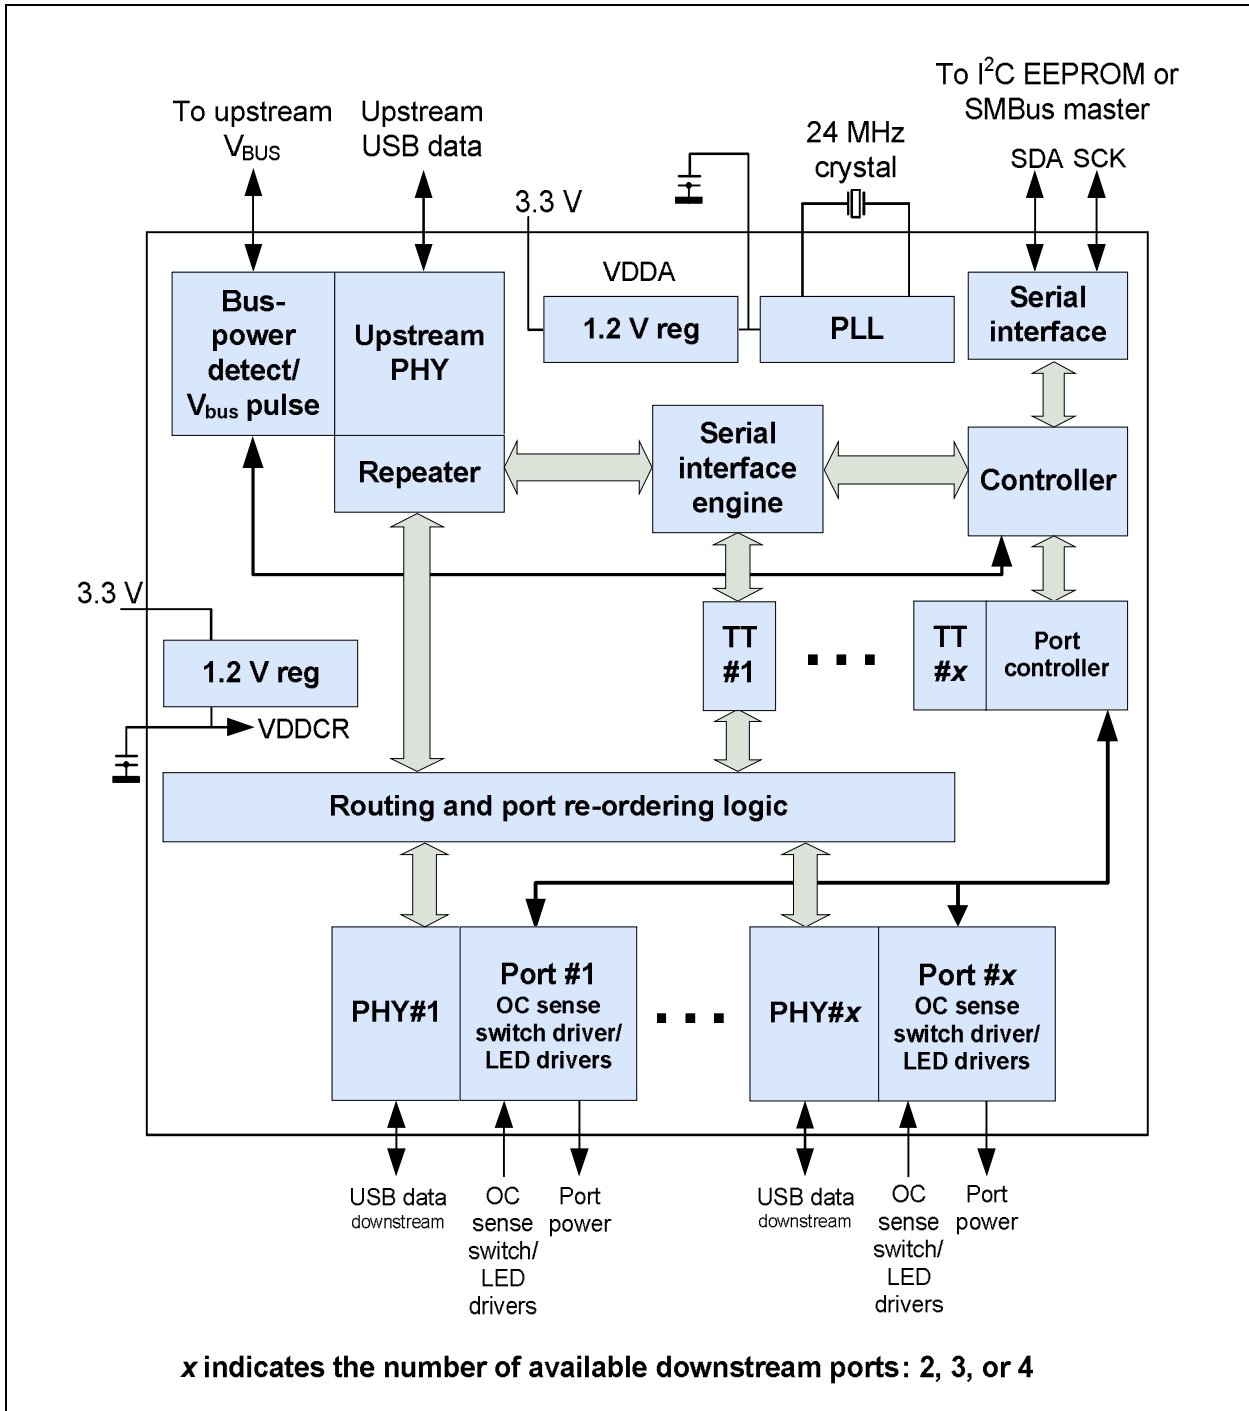 To I²C EEPROM or
SMBus master
To upstream
V_BUS
Upstream
USB data
24 MHz
crystal
SDA
SCK
3.3 V
VDDA
Bus-
power
detect/
V_bus pulse
Upstream
PHY
1.2 V reg
PLL
Serial
interface
Repeater
Serial
interface
engine
Controller
3.3 V
1.2 V reg
VDDCR
TT
#1
TT
#x
Port
controller
Routing and port re-ordering logic
PHY#1
Port #1
OC sense
switch driver/
LED drivers
PHY#x
Port #x
OC sense
switch driver/
LED drivers
USB data
downstream
OC
sense
switch/
LED
drivers
Port
power
USB data
downstream
OC
sense
switch/
LED
drivers
Port
power
x indicates the number of available downstream ports: 2, 3, or 4